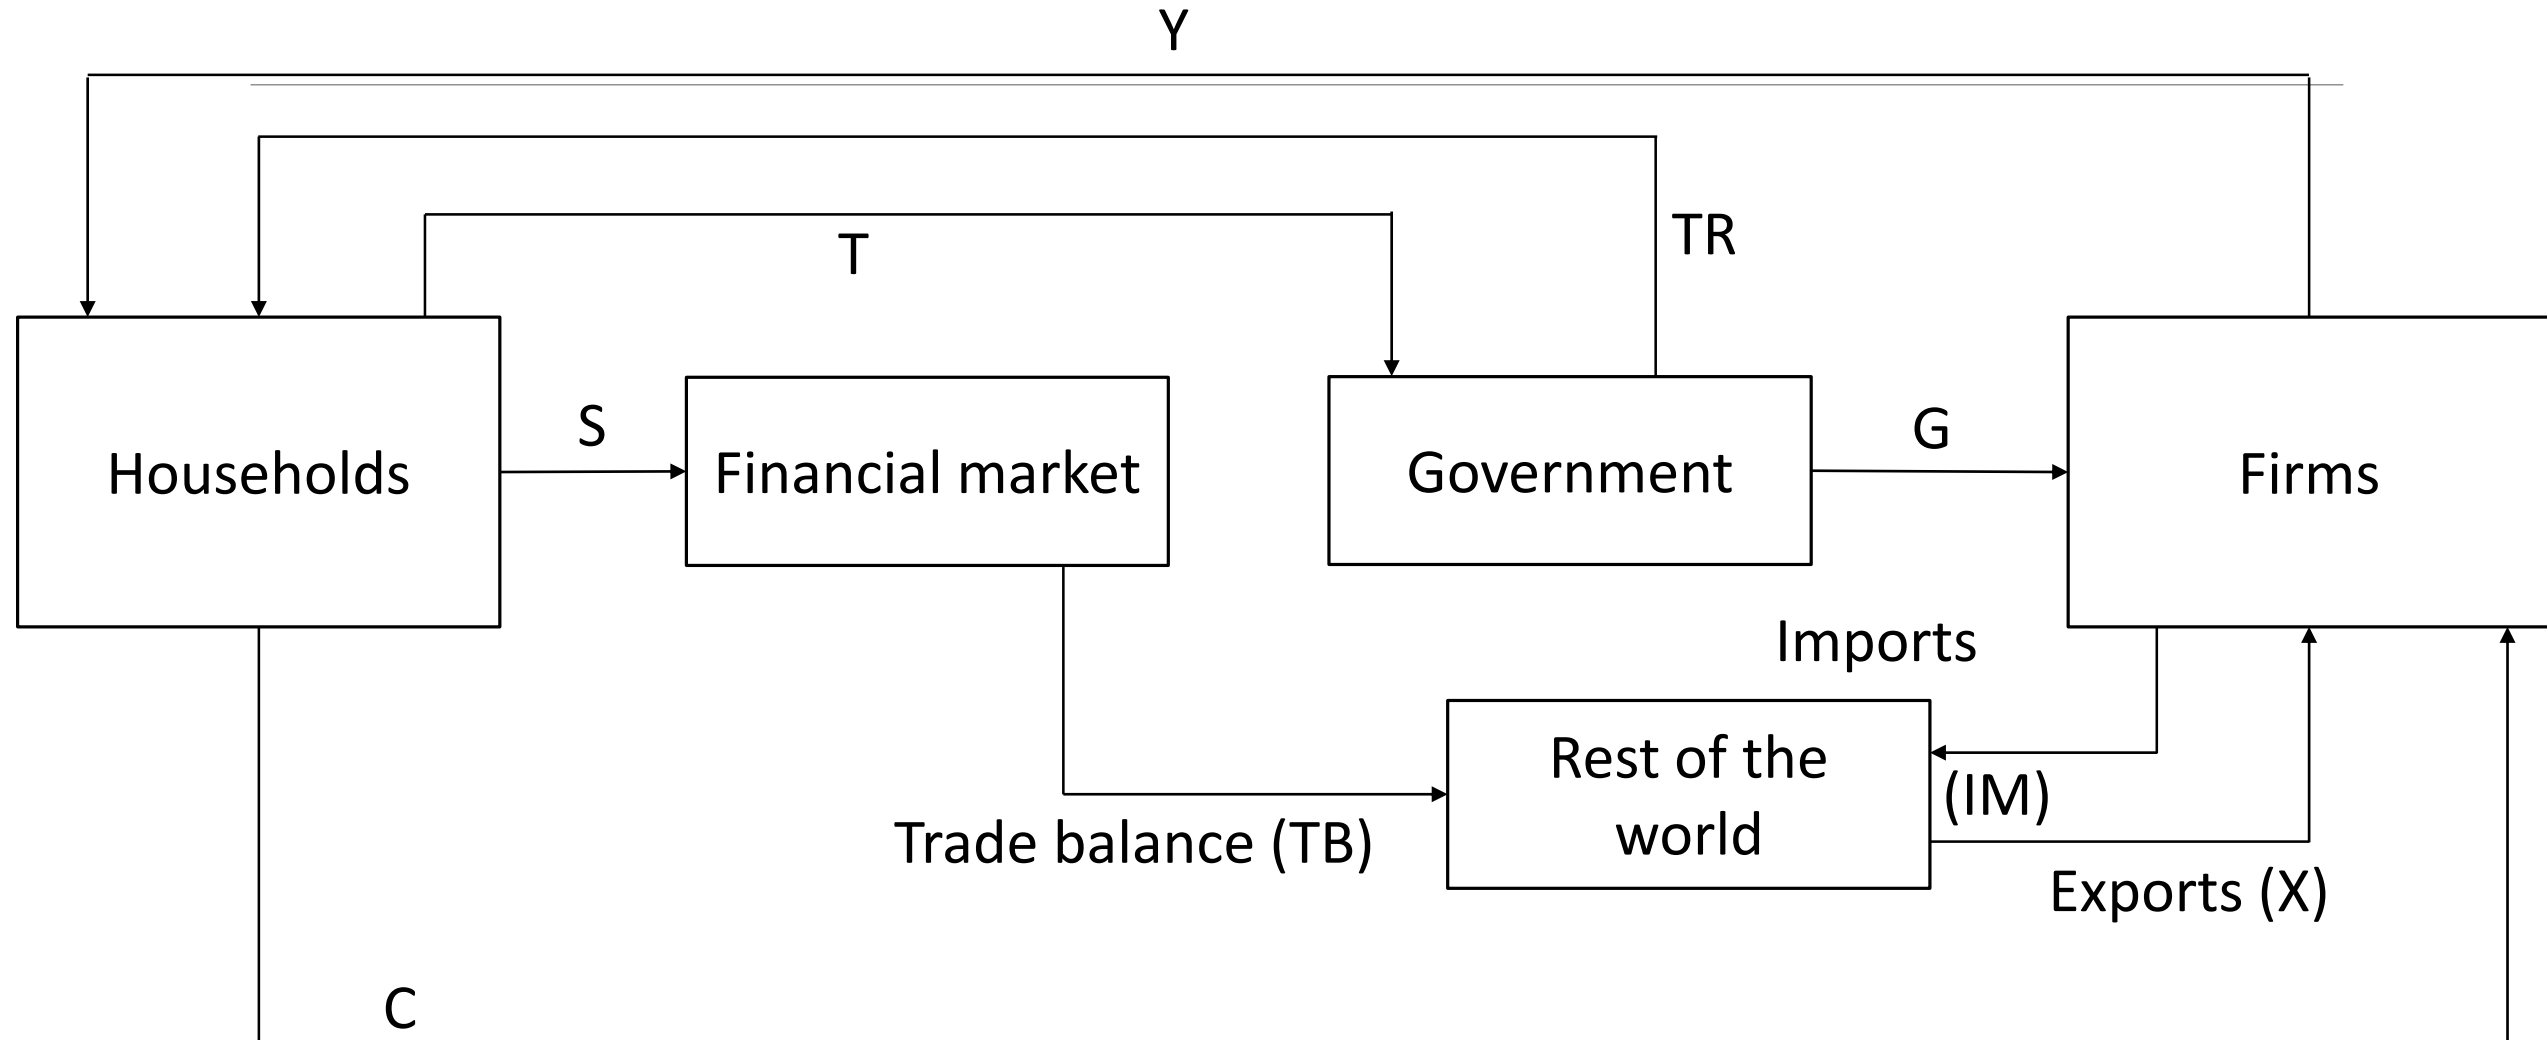 Y
T
TR
S
G
Households
Financial market
Government
Firms
Imports
Rest of the
world
(IM)
Trade balance (TB)
Exports (X)
C